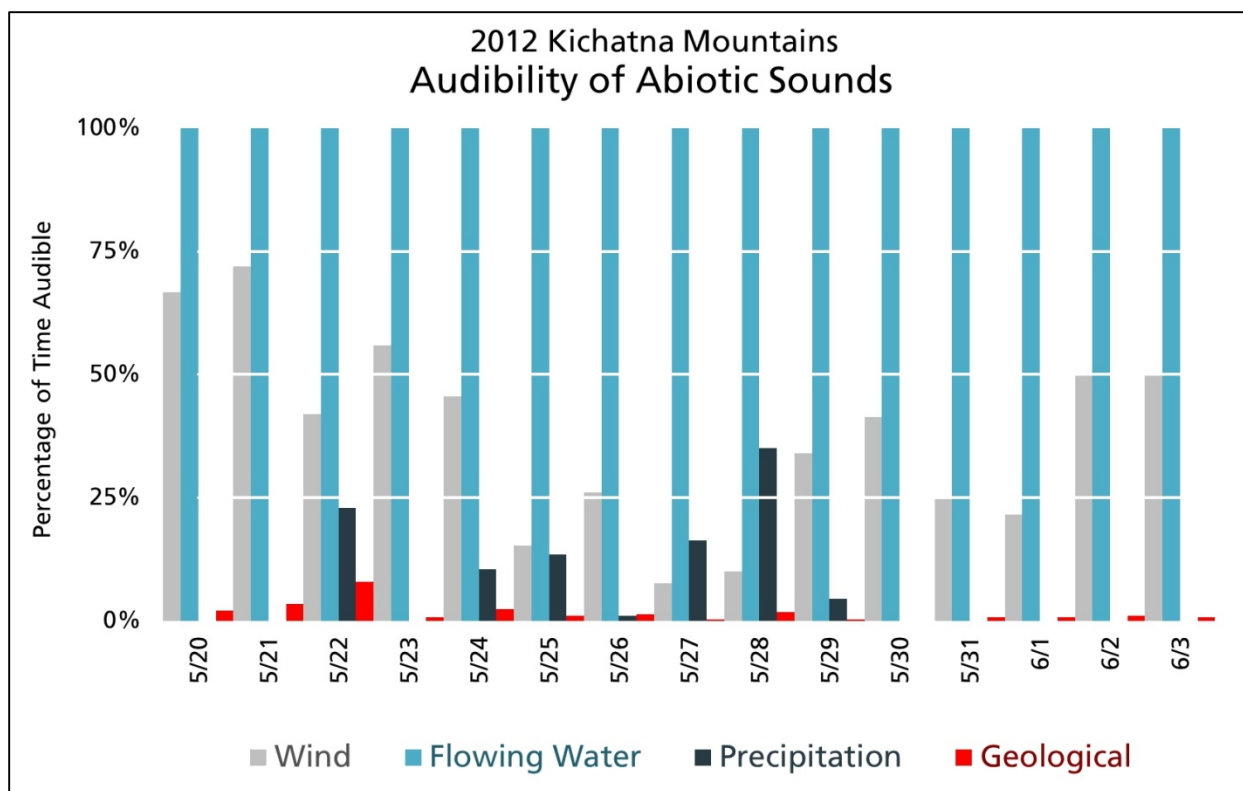 2012 Kichatna Mountains
Audibility of Abiotic Sounds
Percentage of Time Audible
100%
75%
50%
25%
0%
5/20 5/21 5/22 5/23 5/24 5/25 5/26 5/27 5/28 5/29 5/30 5/31 6/1 6/2 6/3
Wind Flowing Water Precipitation Geological